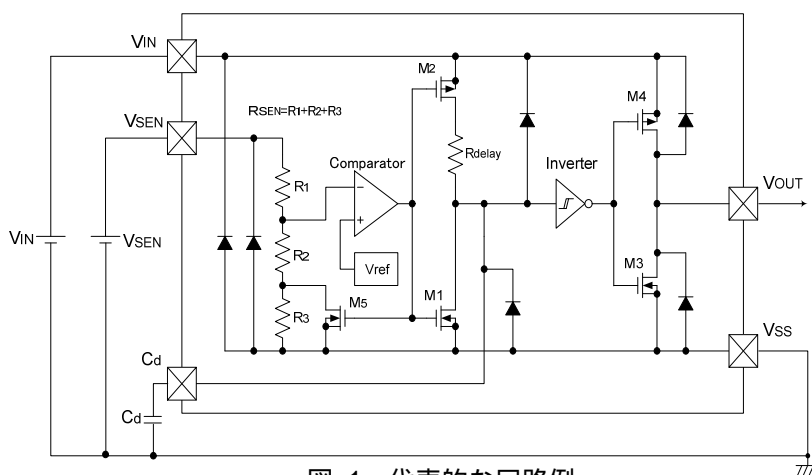 VIN
M2
M4
RSEN=R1+R2+R3
VSEN
Rdelay
Comparator
Inverter
R1
VOUT
VIN
VSEN
R2
Vref
M5
M1
M3
R3
VSS
Cd
Cd
図 1 代表的な回路例